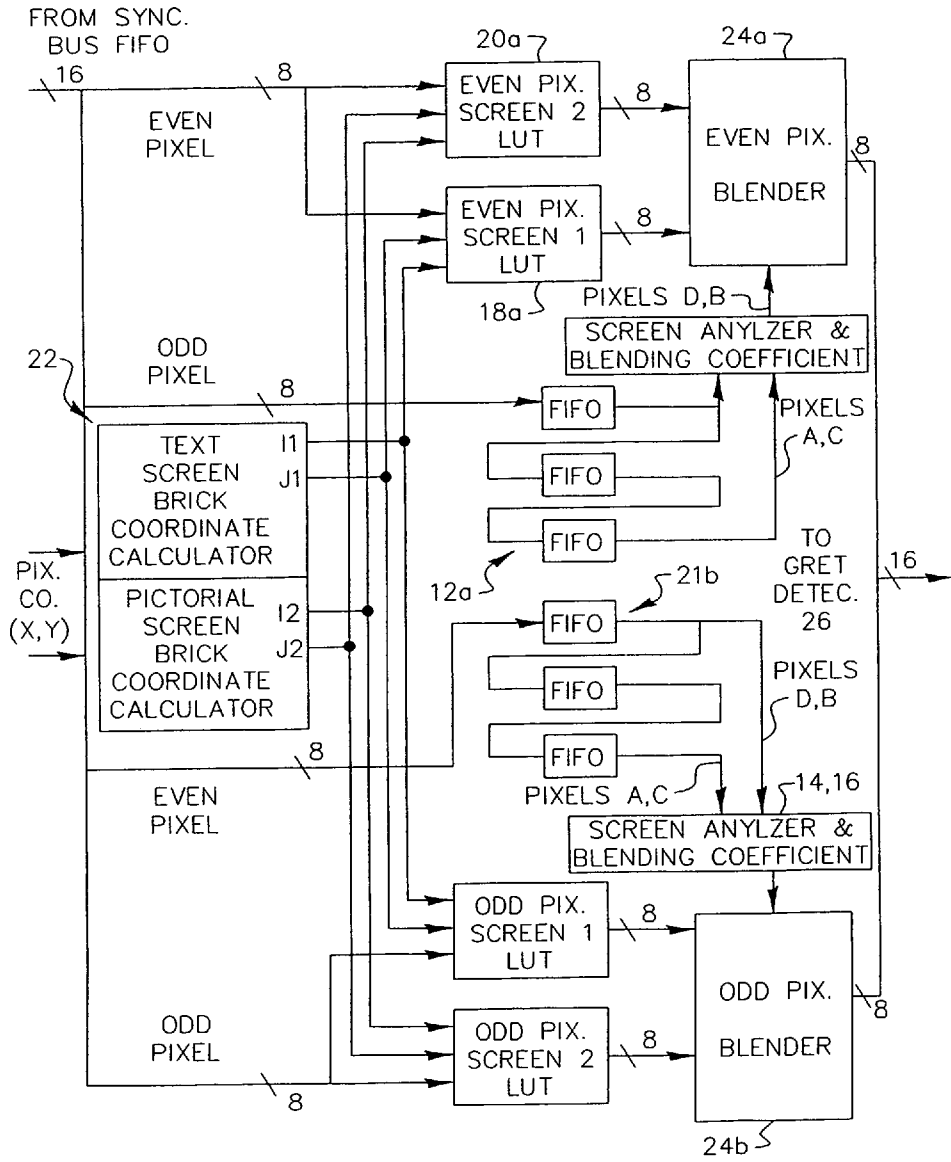 FROM SYNC.
BUS FIFO
16
8
EVEN
PIXEL
20a
EVEN PIX.
SCREEN 2
LUT
8
24a
EVEN PIX.
BLENDER
8
EVEN PIX.
SCREEN 1
LUT
8
18a
PIXELS D,B
SCREEN ANYLZER &
BLENDING COEFFICIENT
ODD
PIXEL
22
8
FIFO
PIXELS
A,C
TEXT
SCREEN
BRICK
COORDINATE
CALCULATOR
I1
J1
FIFO
FIFO
12a
PIX.
CO.
(X,Y)
PICTORIAL
SCREEN
BRICK
COORDINATE
CALCULATOR
I2
J2
TO
GRET
DETEC.
26
16
21b
FIFO
FIFO
FIFO
PIXELS
D,B
PIXELS A,C
8
EVEN
PIXEL
14,16
SCREEN ANYLZER &
BLENDING COEFFICIENT
ODD PIX.
SCREEN 1
LUT
8
ODD PIX.
BLENDER
8
ODD
PIXEL
8
ODD PIX.
SCREEN 2
LUT
8
24b